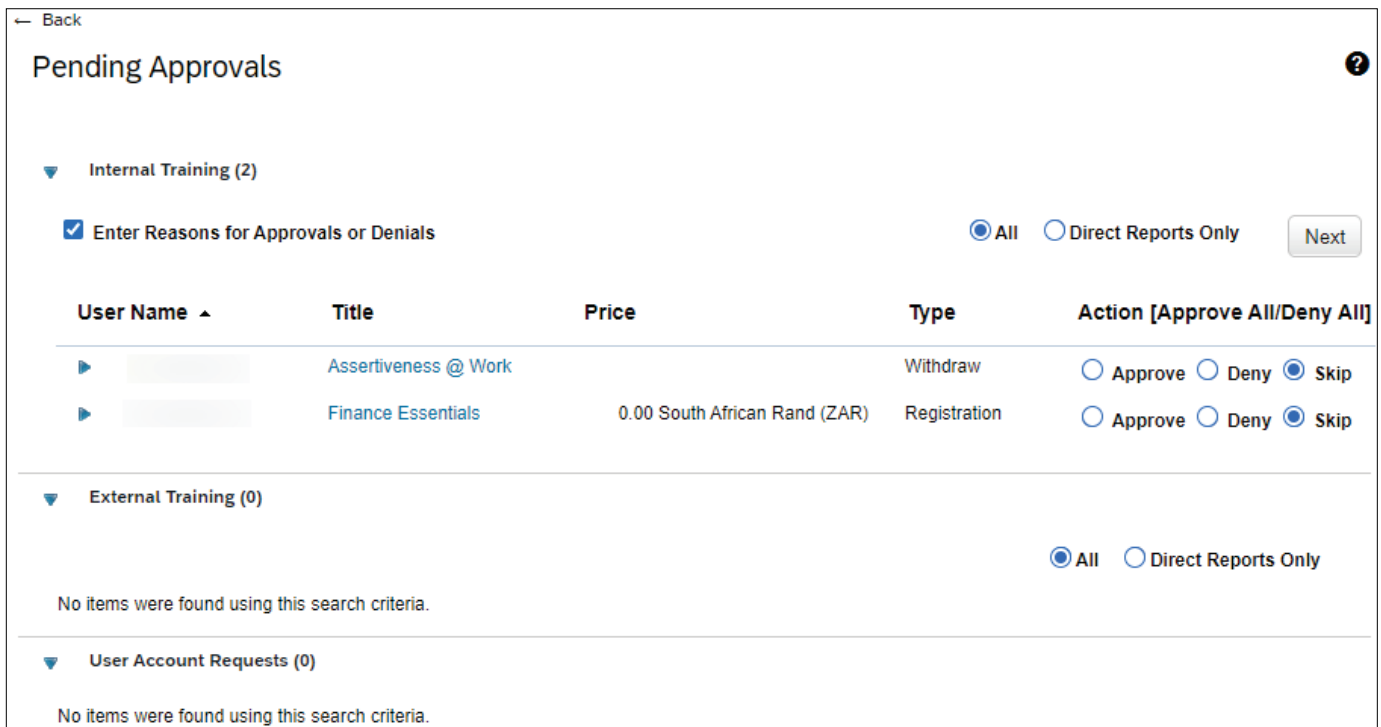 ← Back
Pending Approvals
Internal Training (2)
Enter Reasons for Approvals or Denials All Direct Reports Only Next
User Name Title Price Type Action [Approve All/Deny All]
Assertiveness @ Work Withdraw Approve Deny Skip
Finance Essentials 0.00 South African Rand (ZAR) Registration Approve Deny Skip
External Training (0)
All Direct Reports Only
No items were found using this search criteria.
User Account Requests (0)
No items were found using this search criteria.